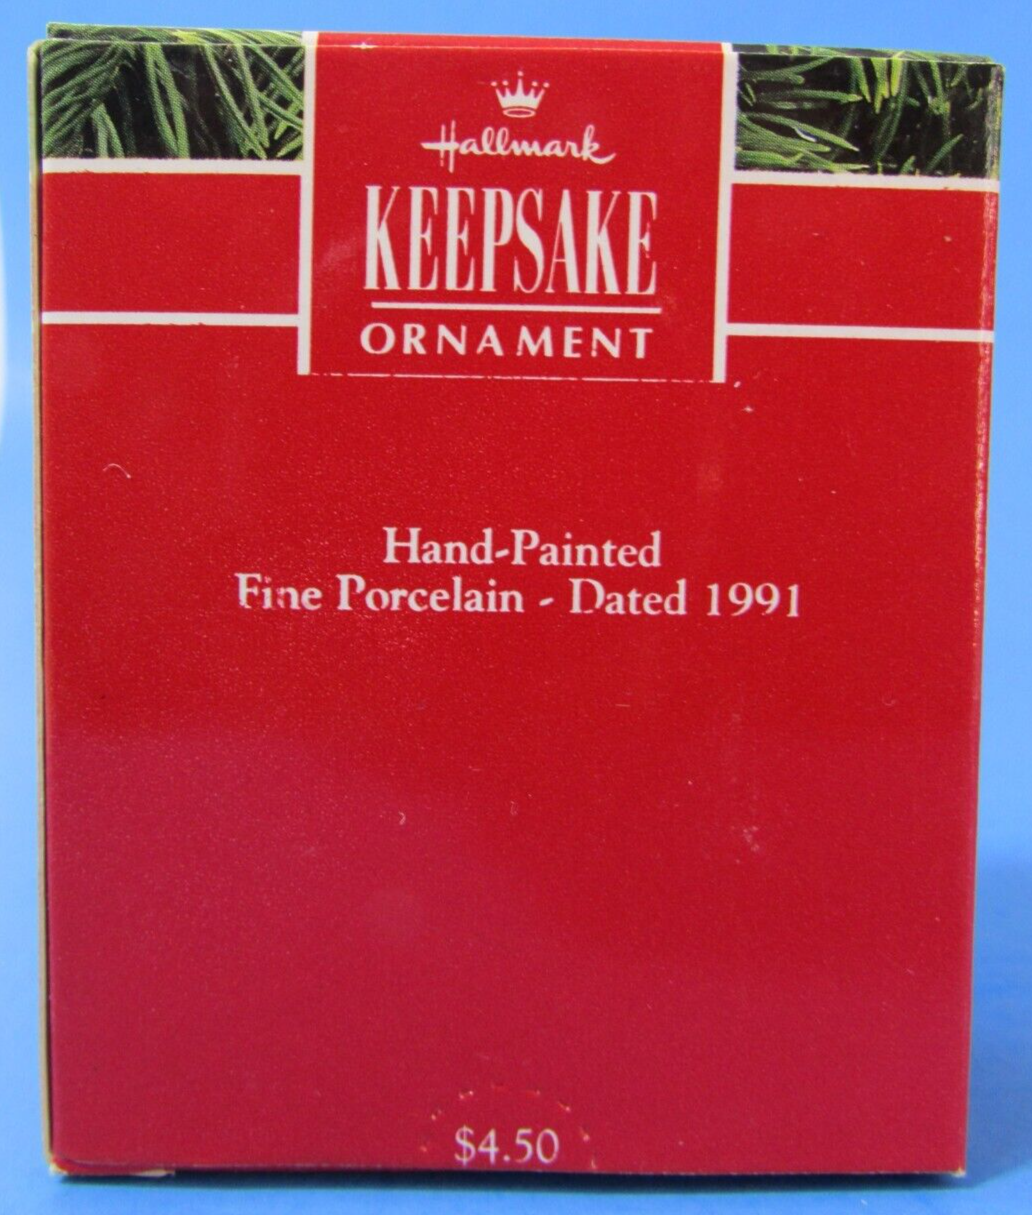 Hallmark
KEEPSAKE
ORNAMENT
Hand-Painted
Fine Porcelain - Dated 1991
$4.50